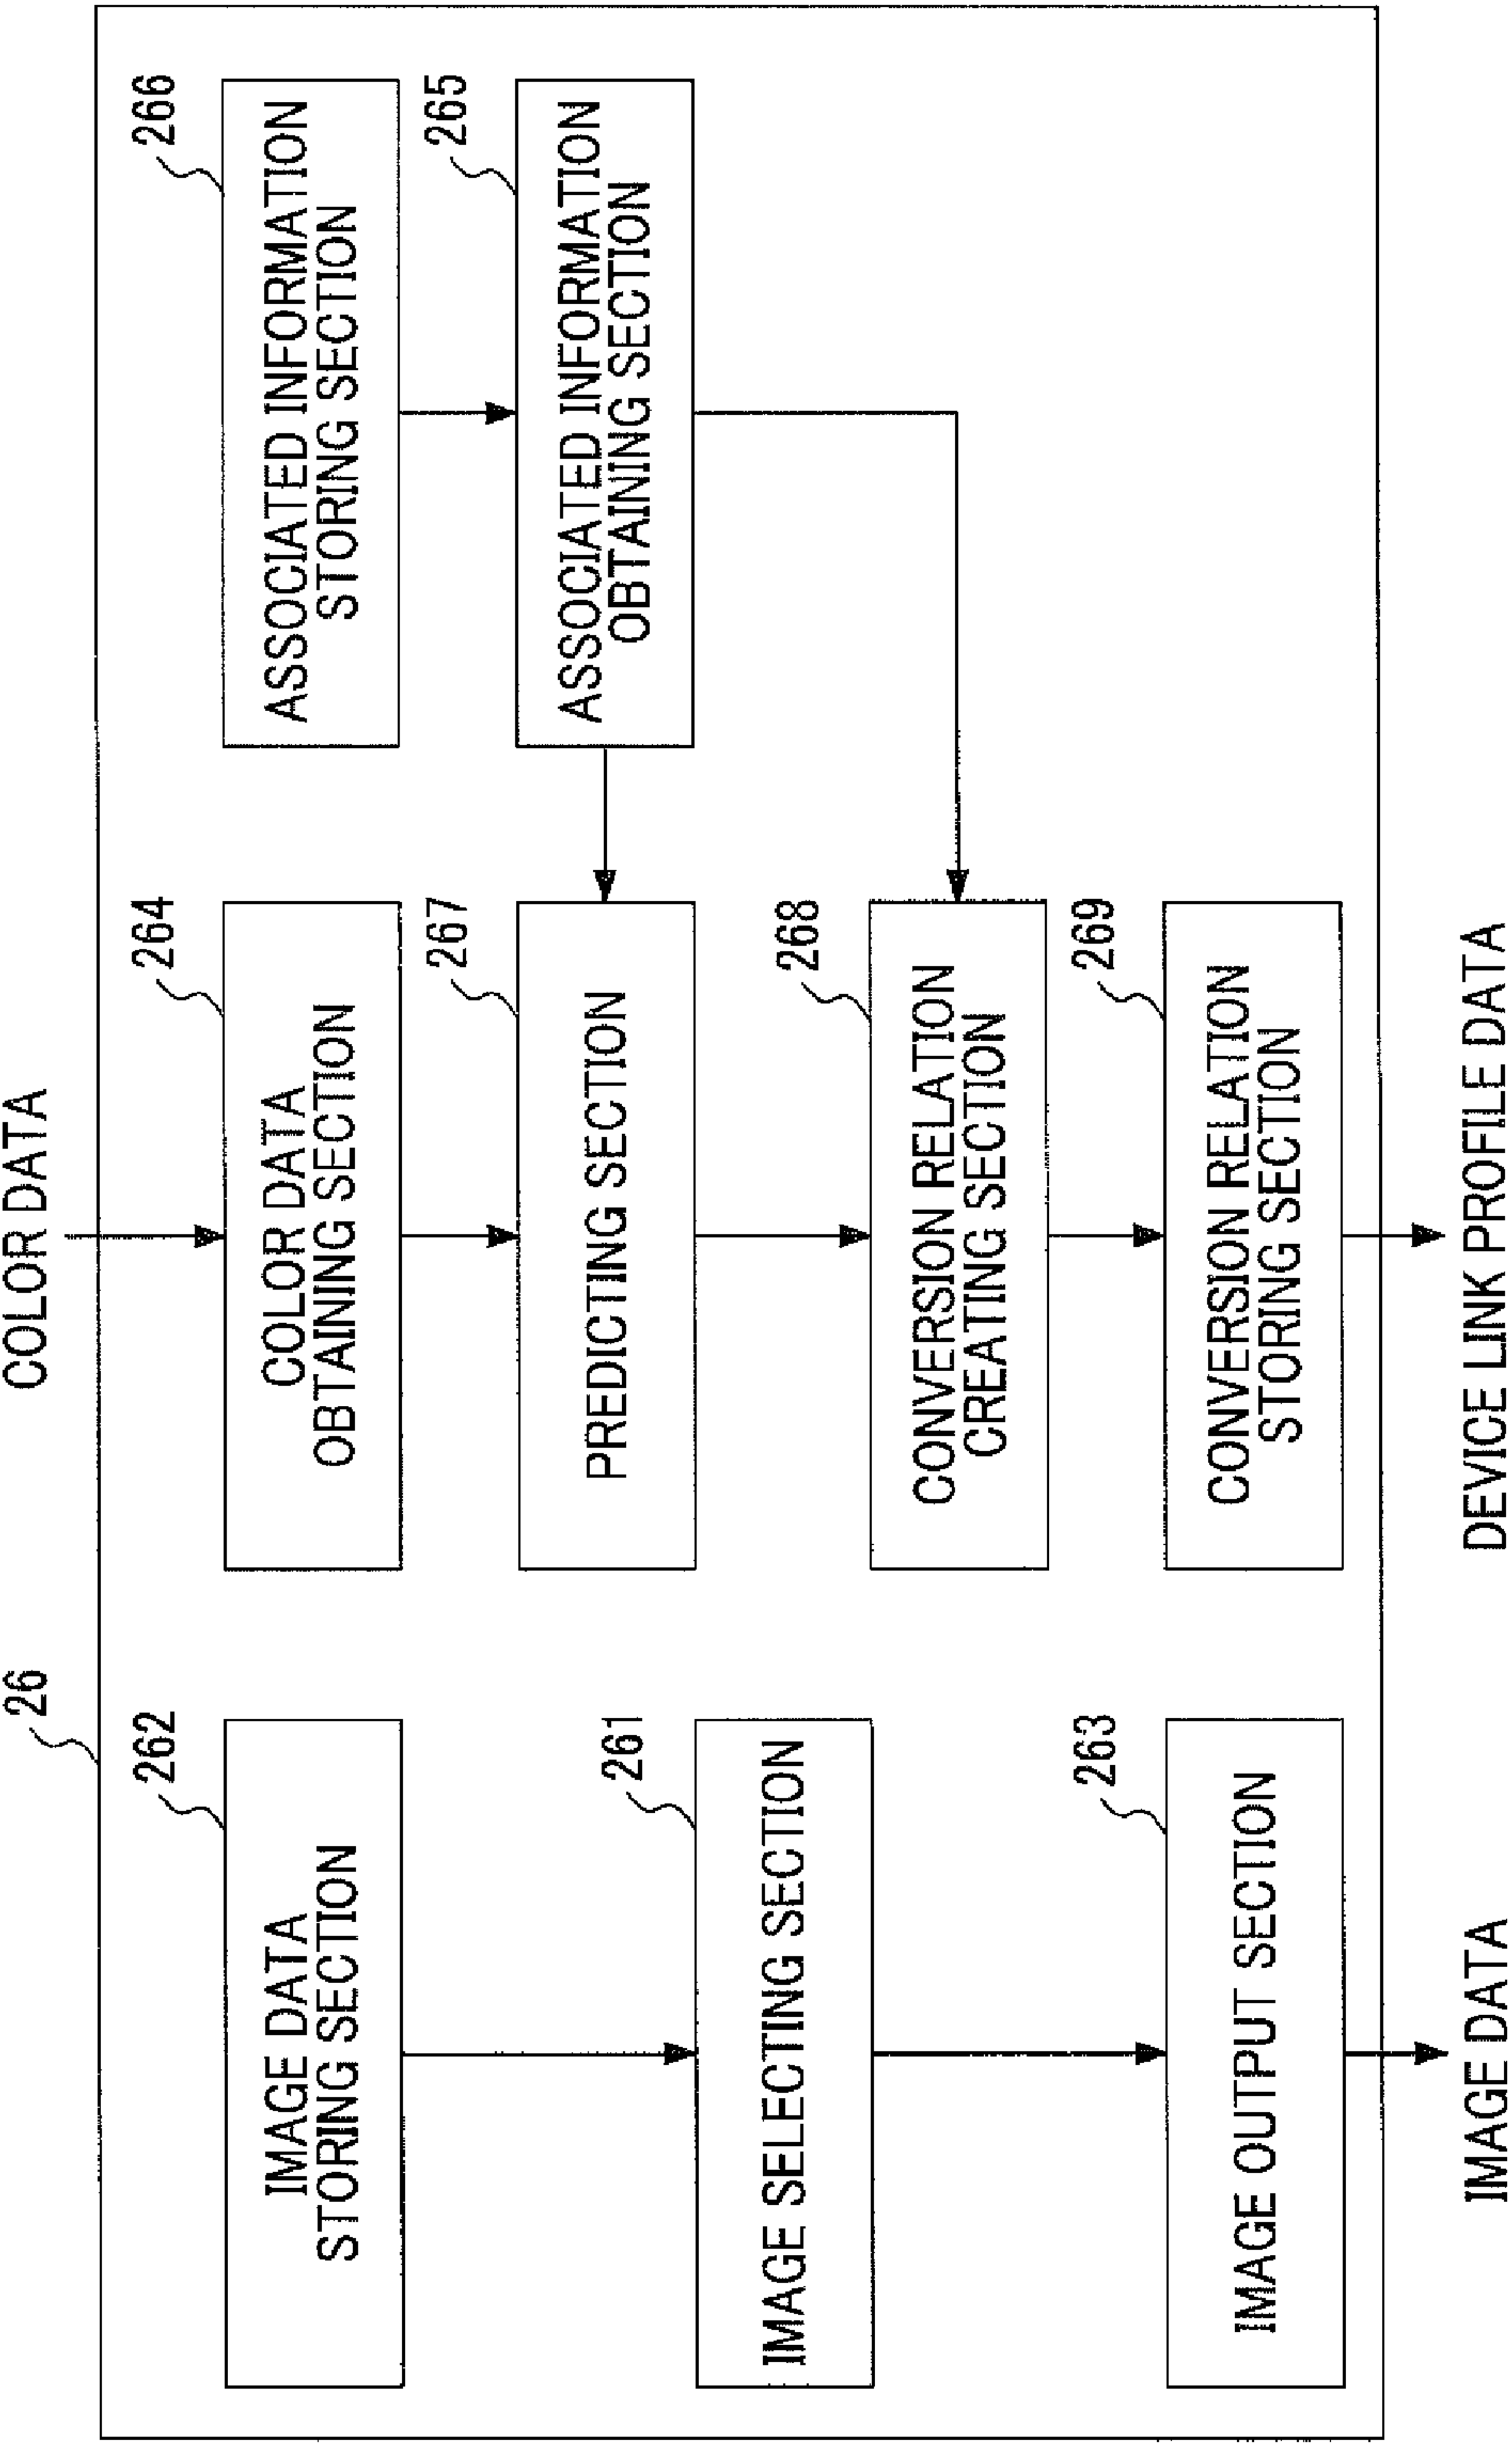 COLOR DATA
26
262
IMAGE DATA
STORING SECTION
261
IMAGE SELECTING SECTION
263
IMAGE OUTPUT SECTION
IMAGE DATA
264
COLOR DATA
OBTAINING SECTION
267
PREDICTING SECTION
268
CONVERSION RELATION
CREATING SECTION
269
CONVERSION RELATION
STORING SECTION
DEVICE LINK PROFILE DATA
266
ASSOCIATED INFORMATION
STORING SECTION
265
ASSOCIATED INFORMATION
OBTAINING SECTION